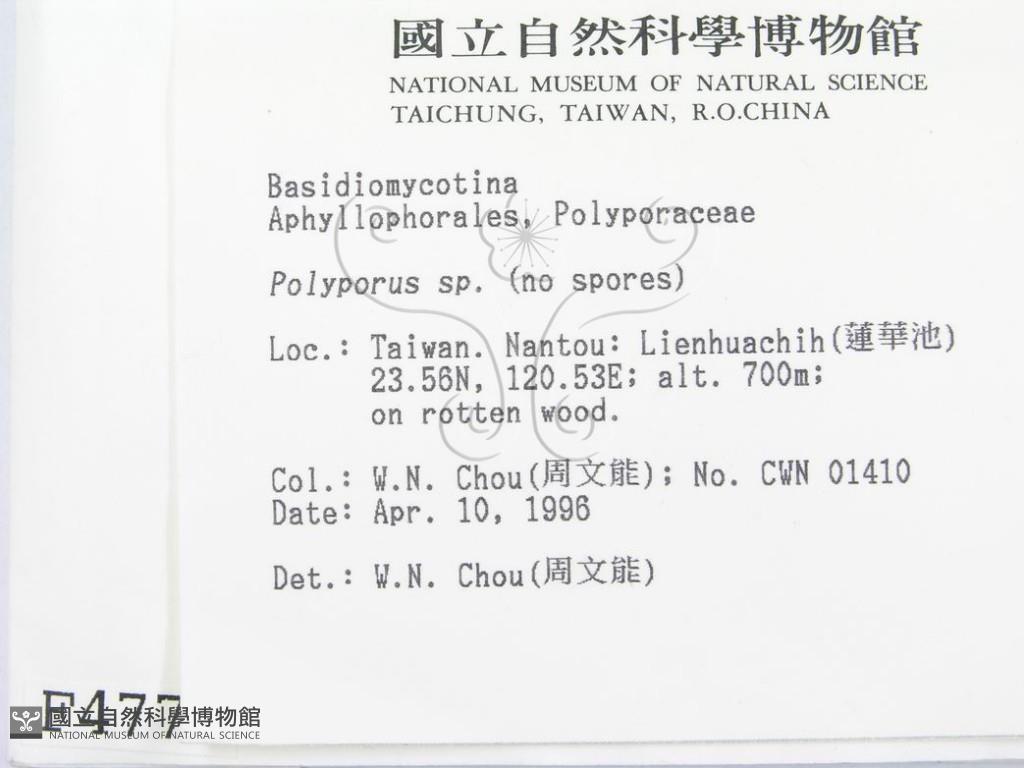 國立自然科學博物館
NATIONAL MUSEUM OF NATURAL SCIENCE
TAICHUNG, TAIWAN, R.O.CHINA
Basidiomycotina
Aphyllophorales, Polyporaceae
Polyporus sp. (no spores)
Loc.: Taiwan. Nantou: Lienhuachih(蓮華池)
23.56N, 120.53E; alt. 700m;
on rotten wood.
Col.: W.N. Chou(周文能); No. CWN 01410
Date: Apr. 10, 1996
Det.: W.N. Chou(周文能)
F477
國立自然科學博物館
NATIONAL MUSEUM OF NATURAL SCIENCE